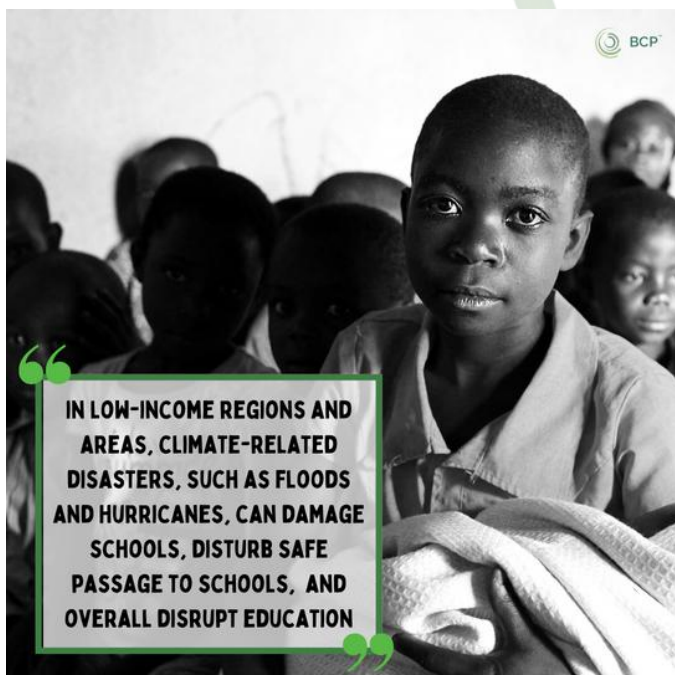 BCP™
IN LOW-INCOME REGIONS AND
AREAS, CLIMATE-RELATED
DISASTERS, SUCH AS FLOODS
AND HURRICANES, CAN DAMAGE
SCHOOLS, DISTURB SAFE
PASSAGE TO SCHOOLS, AND
OVERALL DISRUPT EDUCATION